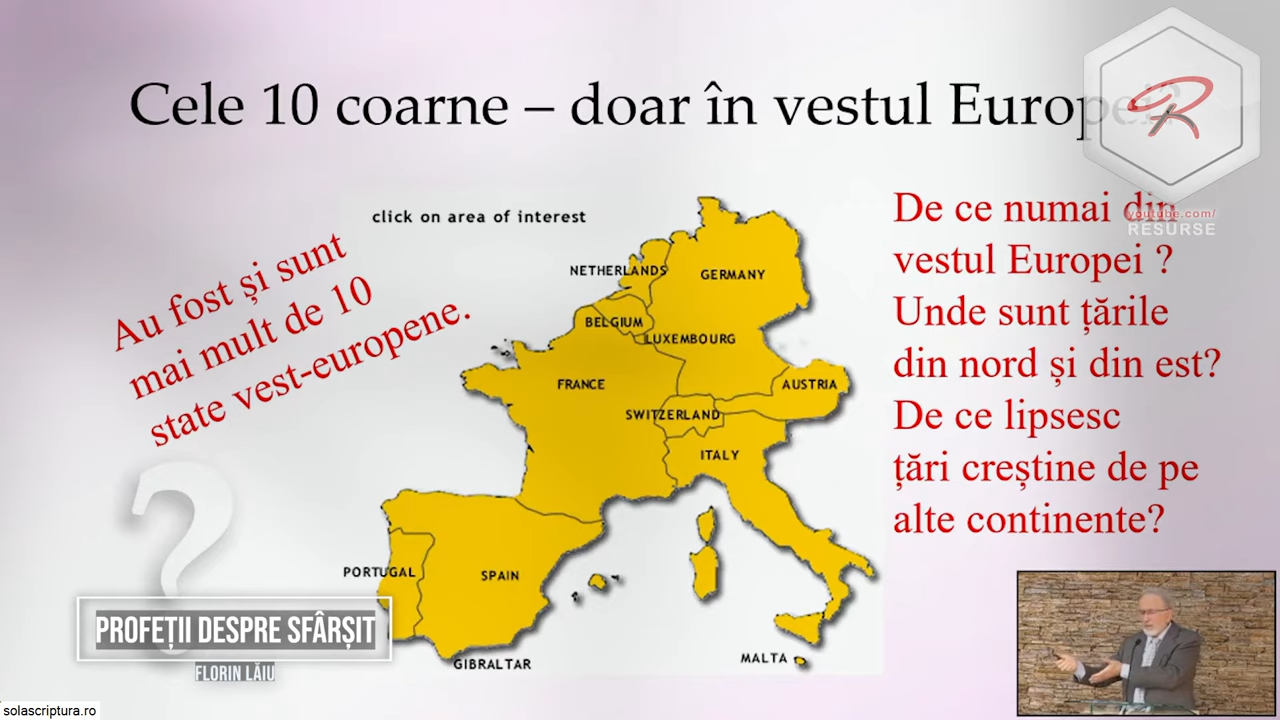 Cele 10 coarne – doar în vestul Europei?
youtube.com/
RESURSE
click on area of interest
Au fost și sunt
mai mult de 10
state vest-europene.
De ce numai din
vestul Europei ?
Unde sunt țările
din nord și din est?
De ce lipsesc
țări creștine de pe
alte continente?
NETHERLANDS
GERMANY
BELGIUM
LUXEMBOURG
FRANCE
AUSTRIA
SWITZERLAND
ITALY
PORTUGAL
SPAIN
GIBRALTAR
MALTA
?
PROFEȚII DESPRE SFÂRȘIT
FLORIN LĂIU
solascriptura.ro
R